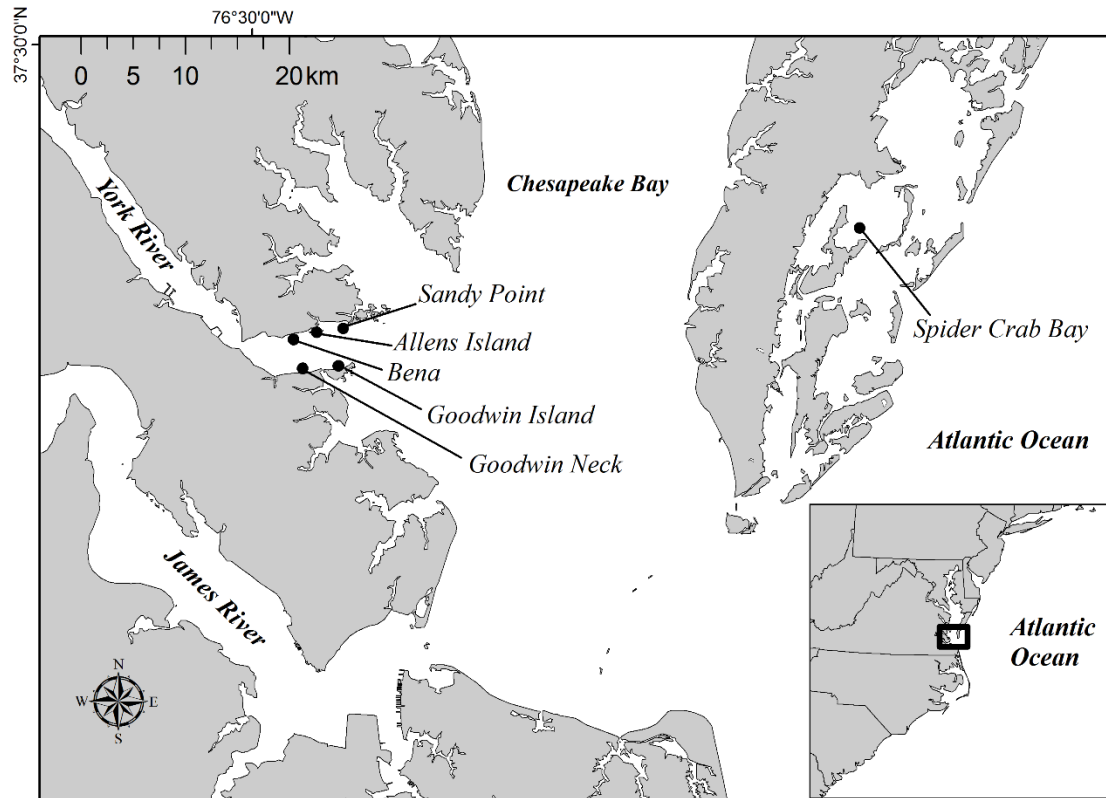 76°30'0"W
37°30'0"N
0 5 10 20 km
Chesapeake Bay
York River
Sandy Point
Allens Island
Bena
Spider Crab Bay
Goodwin Island
Goodwin Neck
Atlantic Ocean
James River
Atlantic
Ocean
N
W E
S